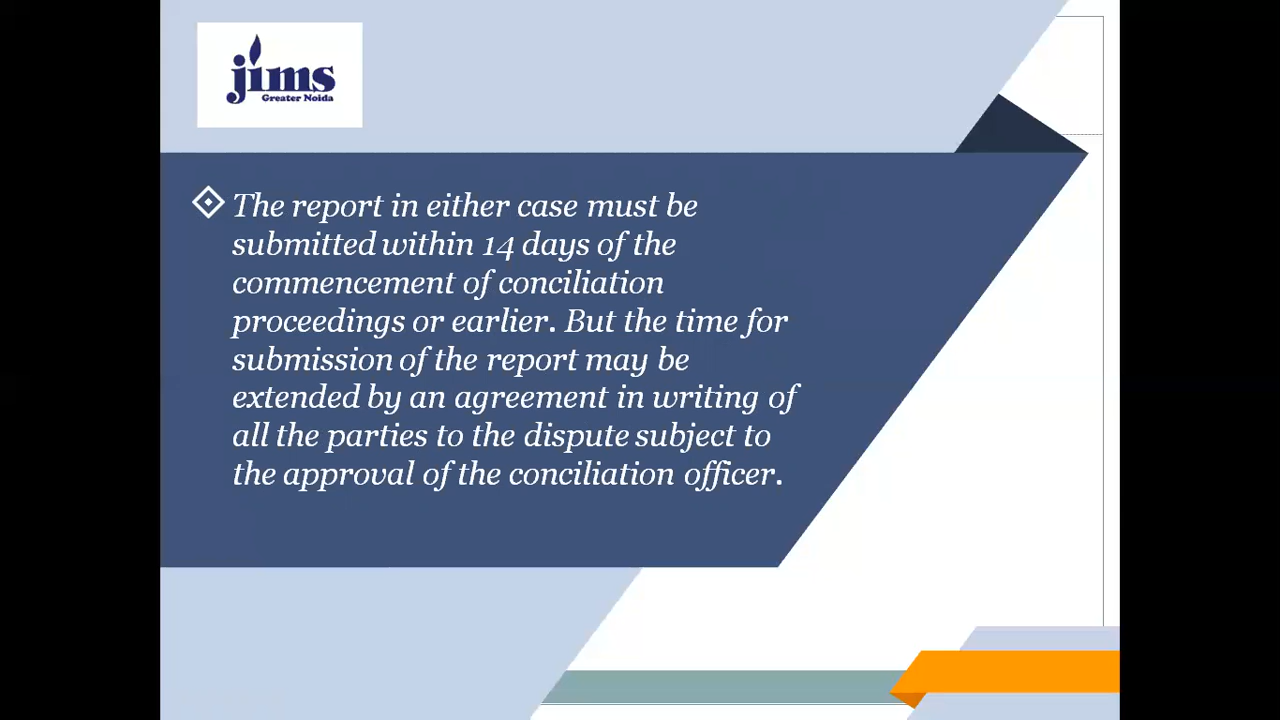 jims
Greater Noida
The report in either case must be
submitted within 14 days of the
commencement of conciliation
proceedings or earlier. But the time for
submission of the report may be
extended by an agreement in writing of
all the parties to the dispute subject to
the approval of the conciliation officer.